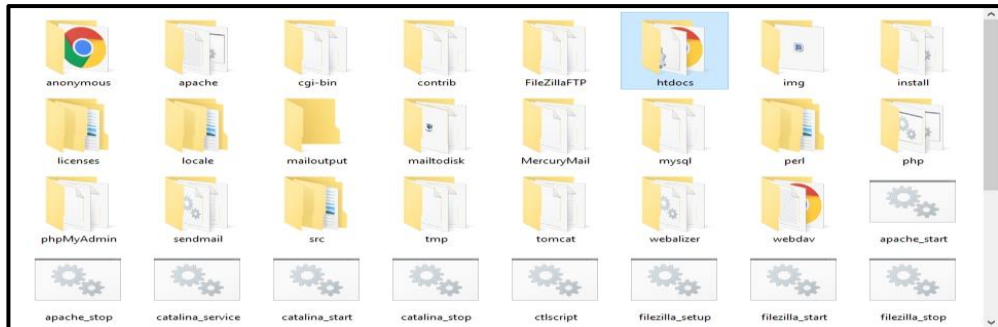 anonymous apache cgi-bin contrib FileZillaFTP htdocs img install
licenses locale mailoutput mailtodisk MercuryMail mysql perl php
phpMyAdmin sendmail src tmp tomcat webalizer webdav apache_start
apache_stop catalina_service catalina_start catalina_stop ctlscript filezilla_setup filezilla_start filezilla_stop